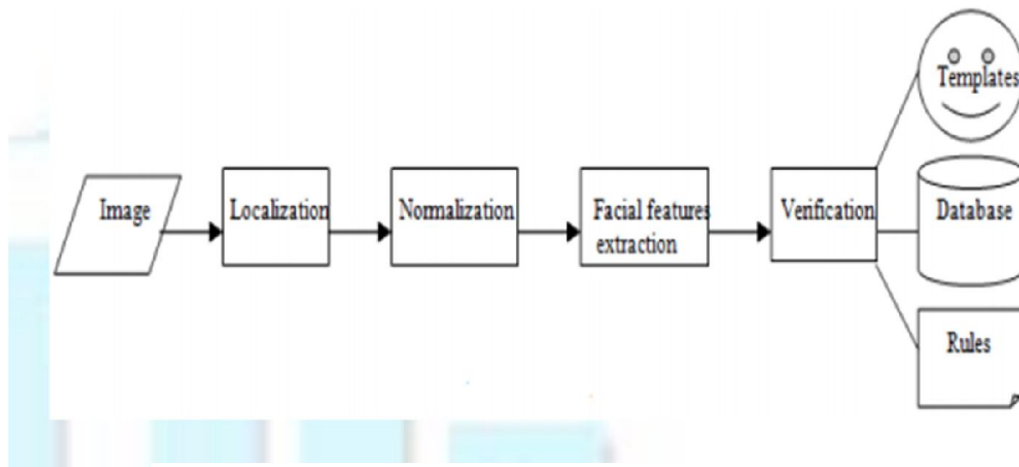 Templates
Image
Localization
Normalization
Facial features
extraction
Verification
Database
Rules